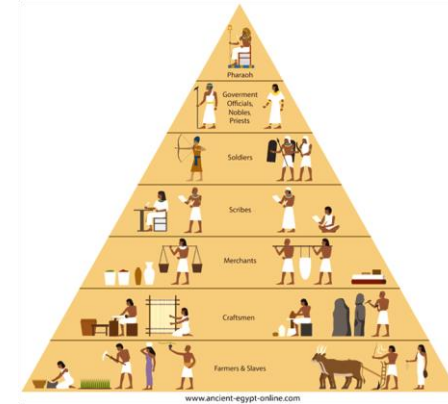 Pharaoh
Goverment
Officials,
Nobles,
Priests
Soldiers
Scribes
Merchants
Craftsmen
Farmers & Slaves
www.ancient-egypt-online.com